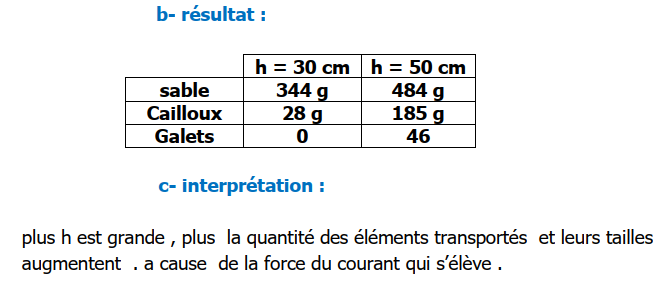 b- résultat :
h = 30 cm h = 50 cm
sable 344 g 484 g
Cailloux 28 g 185 g
Galets 0 46
c- interprétation :
plus h est grande , plus la quantité des éléments transportés et leurs tailles
augmentent . a cause de la force du courant qui s’élève .